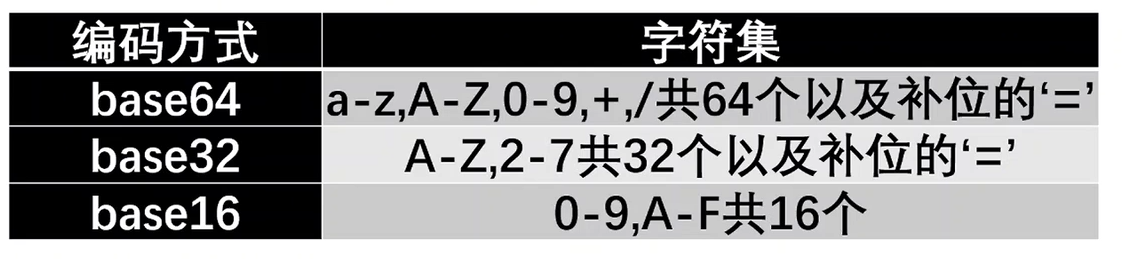 编码方式 字符集
base64 a-z,A-Z,0-9,+,/共64个以及补位的‘=’
base32 A-Z,2-7共32个以及补位的‘=’
base16 0-9,A-F共16个